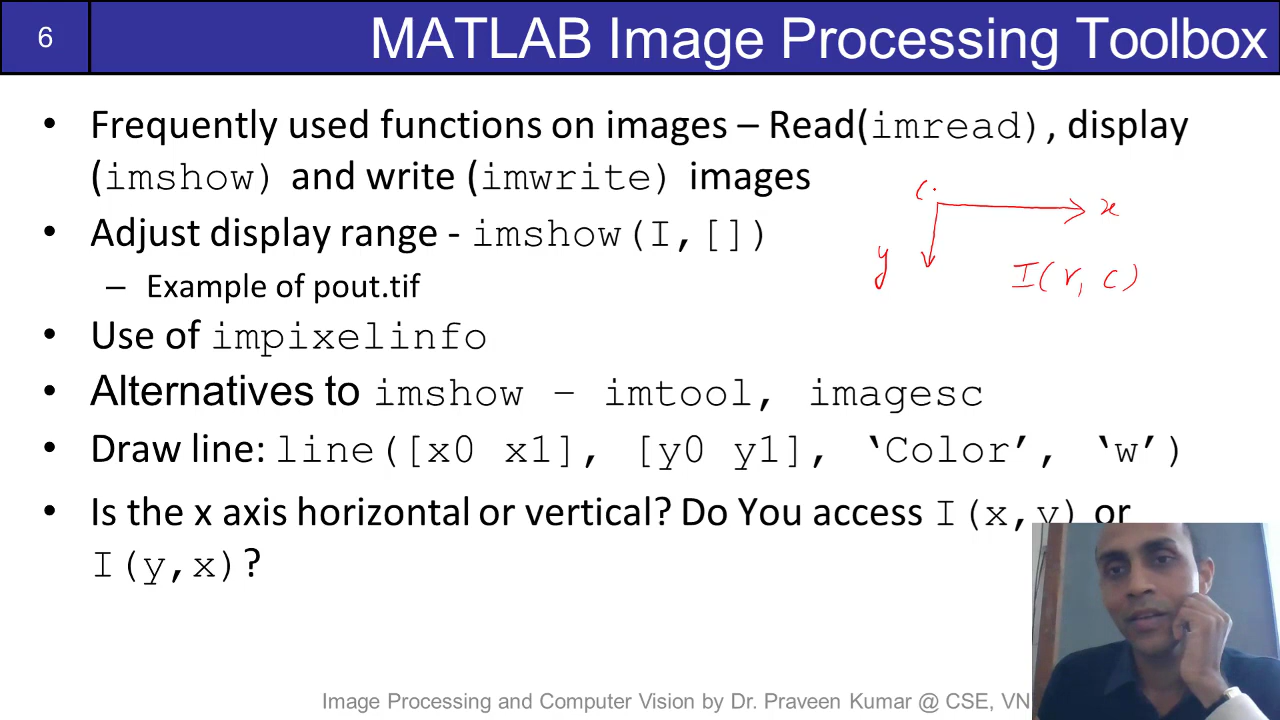 6
MATLAB Image Processing Toolbox
• Frequently used functions on images – Read(imread), display
(imshow) and write (imwrite) images
• Adjust display range - imshow(I,[])
– Example of pout.tif
• Use of impixelinfo
• Alternatives to imshow – imtool, imagesc
• Draw line: line([x0 x1], [y0 y1], ‘Color’, ‘w’)
• Is the x axis horizontal or vertical? Do You access I(x,y) or
I(y,x)?
x
y
I(r, c)
Image Processing and Computer Vision by Dr. Praveen Kumar @ CSE, VN